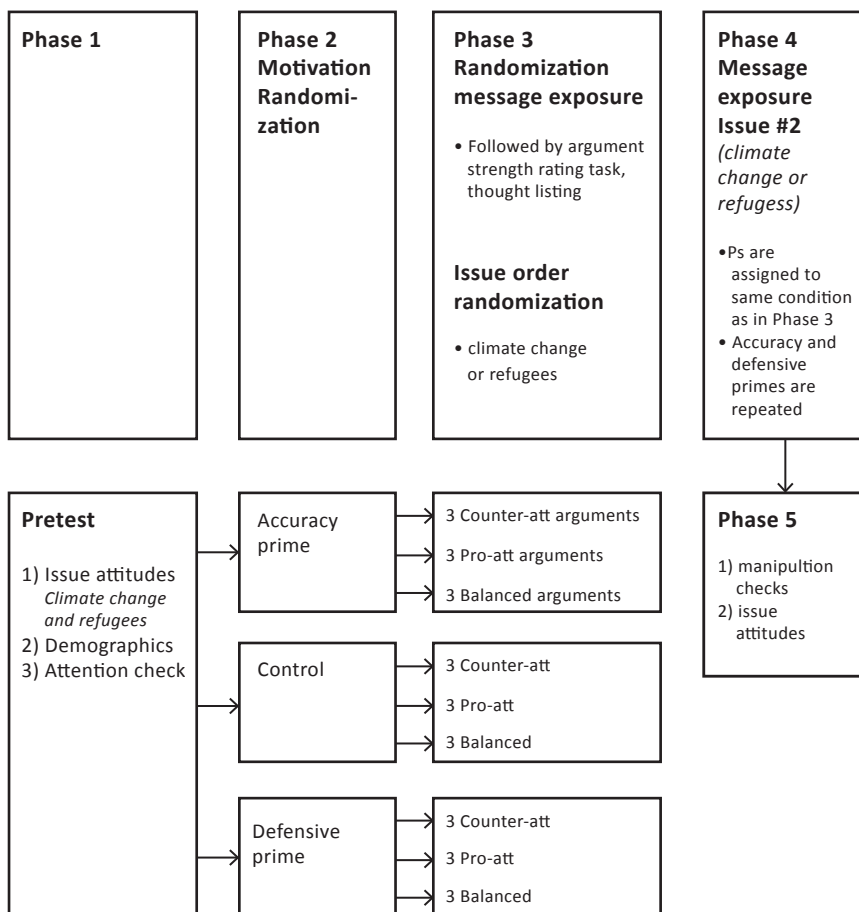 Phase 1
Phase 2
Motivation
Randomi-
zation
Phase 3
Randomization
message exposure
• Followed by argument
strength rating task,
thought listing
Issue order
randomization
• climate change
or refugees
Phase 4
Message
exposure
Issue #2
(climate
change or
refugess)
•Ps are
assigned to
same condition
as in Phase 3
• Accuracy and
defensive
primes are
repeated
Pretest
1) Issue attitudes
Climate change
and refugees
2) Demographics
3) Attention check
Accuracy
prime
3 Counter-att arguments
3 Pro-att arguments
3 Balanced arguments
Control
3 Counter-att
3 Pro-att
3 Balanced
Defensive
prime
3 Counter-att
3 Pro-att
3 Balanced
Phase 5
1) manipultion
checks
2) issue
attitudes